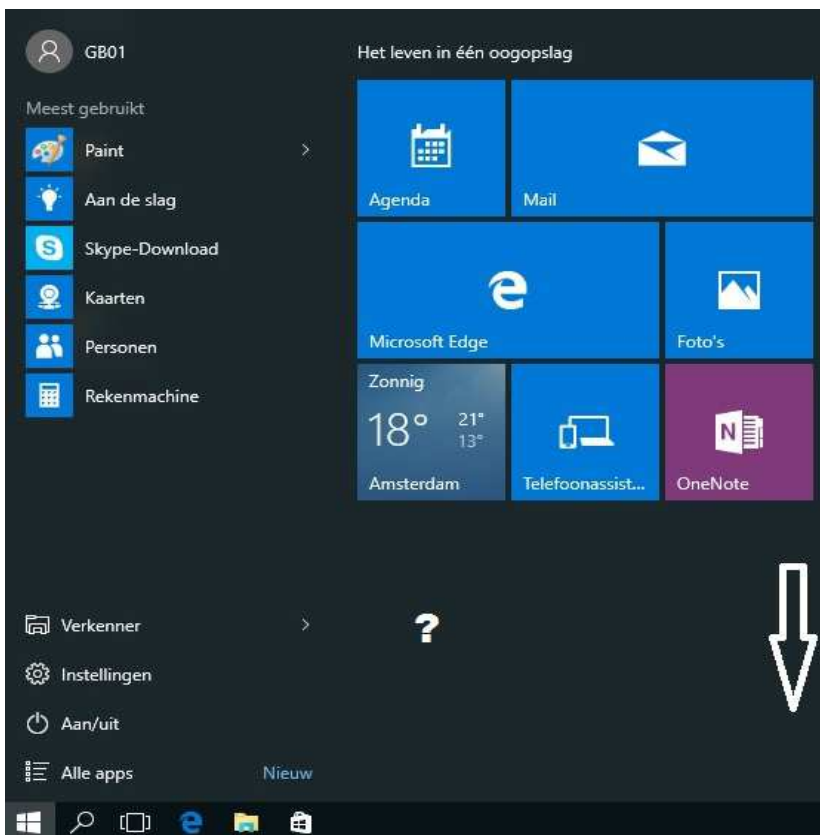 GB01
Meest gebruikt
Paint
Aan de slag
Skype-Download
Kaarten
Personen
Rekenmachine
Verkenner
Instellingen
Aan/uit
Alle apps
Nieuw
Het leven in één oogopslag
Agenda
Mail
Microsoft Edge
Foto's
Zonnig
18° 21°
13°
Amsterdam
Telefoonassist...
OneNote
?